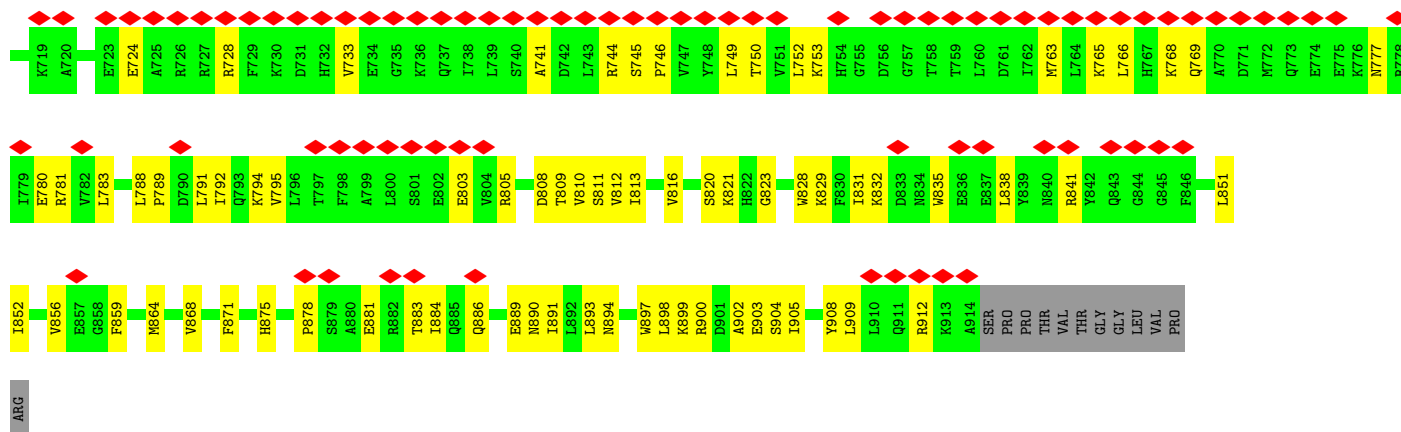 K719 A720 E723 E724 A725 R726 R727 R728 F729 K730 D731 H732 V733 E734 G735 K736 Q737 I738 L739 S740 A741 D742 L743 R744 S745 P746 V747 Y748 L749 T750 V751 L752 K753 H754 G755 D756 G757 T758 T759 L760 D761 I762 M763 L764 K765 L766 H767 K768 Q769 A770 D771 M772 Q773 E774 E775 K776 N777
I779 E780 R781 V782 L783 L788 P789 D790 L791 I792 Q793 K794 V795 L796 T797 F798 A799 L800 S801 E802 E803 V804 R805 D808 T809 V810 S811 V812 I813 V816 S820 K821 H822 G823 W828 K829 F830 I831 K832 D833 N834 W835 E836 E837 L838 Y839 N840 R841 Y842 Q843 G844 G845 F846 L851
I852 V856 E857 G858 F859 M864 V868 F871 H875 P878 S879 A880 E881 R882 T883 I884 Q885 Q886 E889 N890 I891 L892 L893 N894 W897 L898 K899 R900 D901 A902 E903 S904 I905 Y908 L909 L910 Q911 R912 K913 A914 SER PRO PRO THR VAL THR GLY GLY LEU VAL PRO
ARG